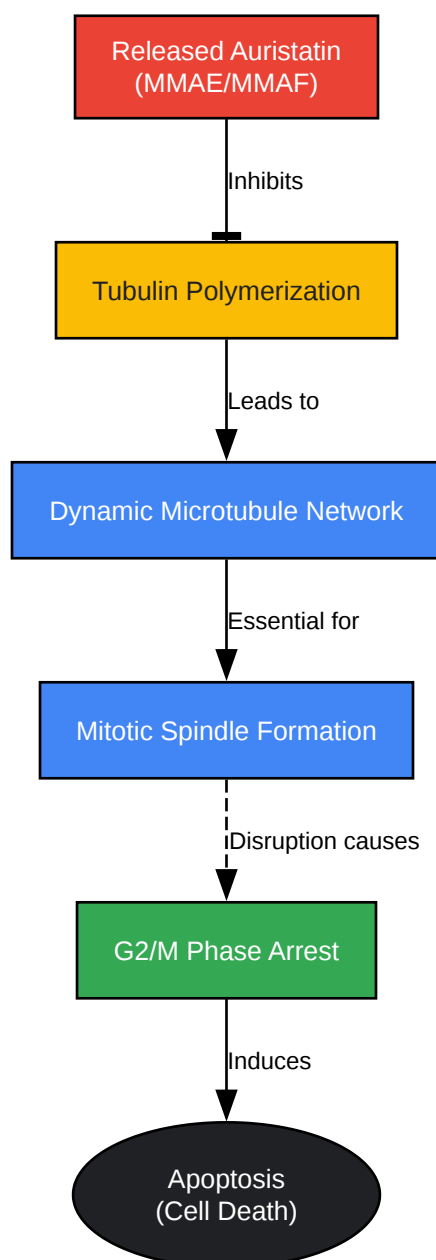 Released Auristatin
(MMAE/MMAF)
Inhibits
Tubulin Polymerization
Leads to
Dynamic Microtubule Network
Essential for
Mitotic Spindle Formation
Disruption causes
G2/M Phase Arrest
Induces
Apoptosis
(Cell Death)